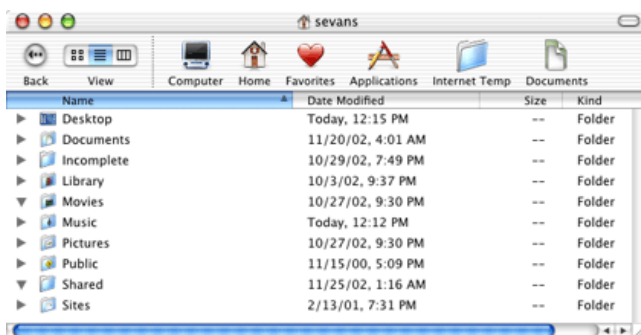 sevans
Back View Computer Home Favorites Applications Internet Temp Documents
Name Date Modified Size Kind
Desktop Today, 12:15 PM -- Folder
Documents 11/20/02, 4:01 AM -- Folder
Incomplete 10/29/02, 7:49 PM -- Folder
Library 10/3/02, 9:37 PM -- Folder
Movies 10/27/02, 9:30 PM -- Folder
Music Today, 12:12 PM -- Folder
Pictures 10/27/02, 9:30 PM -- Folder
Public 11/15/00, 5:09 PM -- Folder
Shared 11/25/02, 1:16 AM -- Folder
Sites 2/13/01, 7:31 PM -- Folder